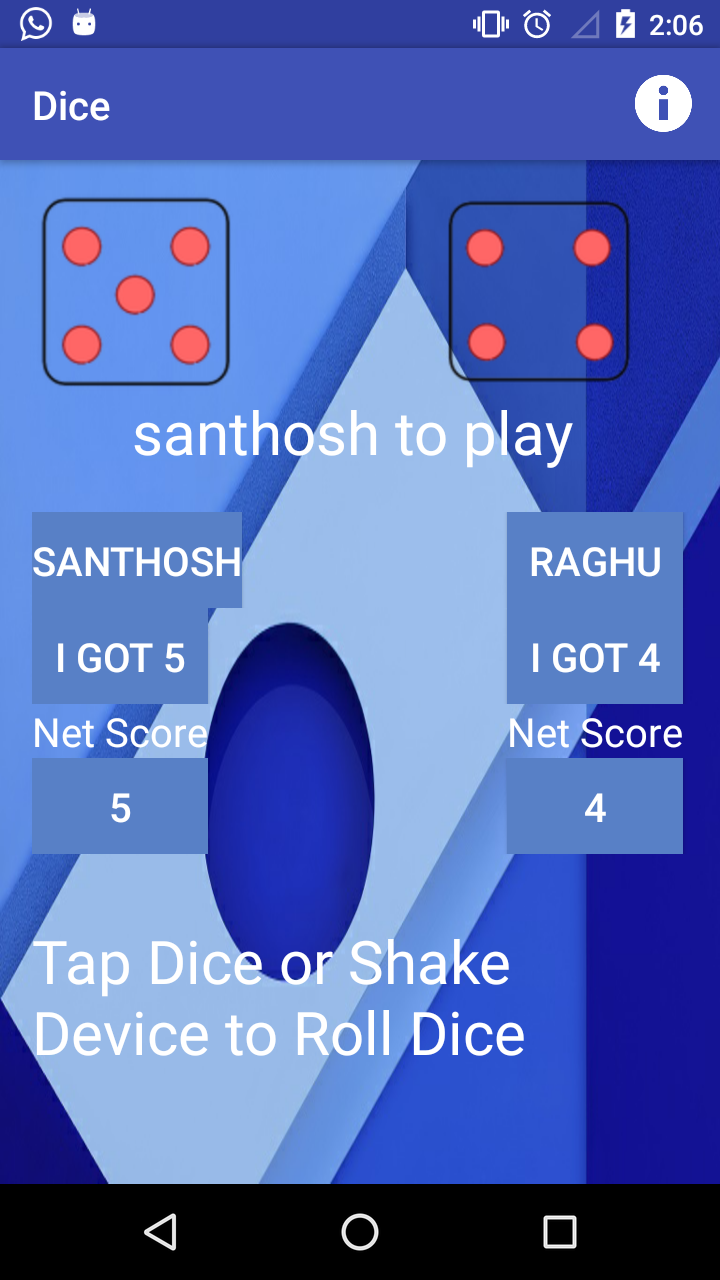 2:06
Dice
santhosh to play
SANTHOSH
RAGHU
I GOT 5
I GOT 4
Net Score
Net Score
5
4
Tap Dice or Shake
Device to Roll Dice